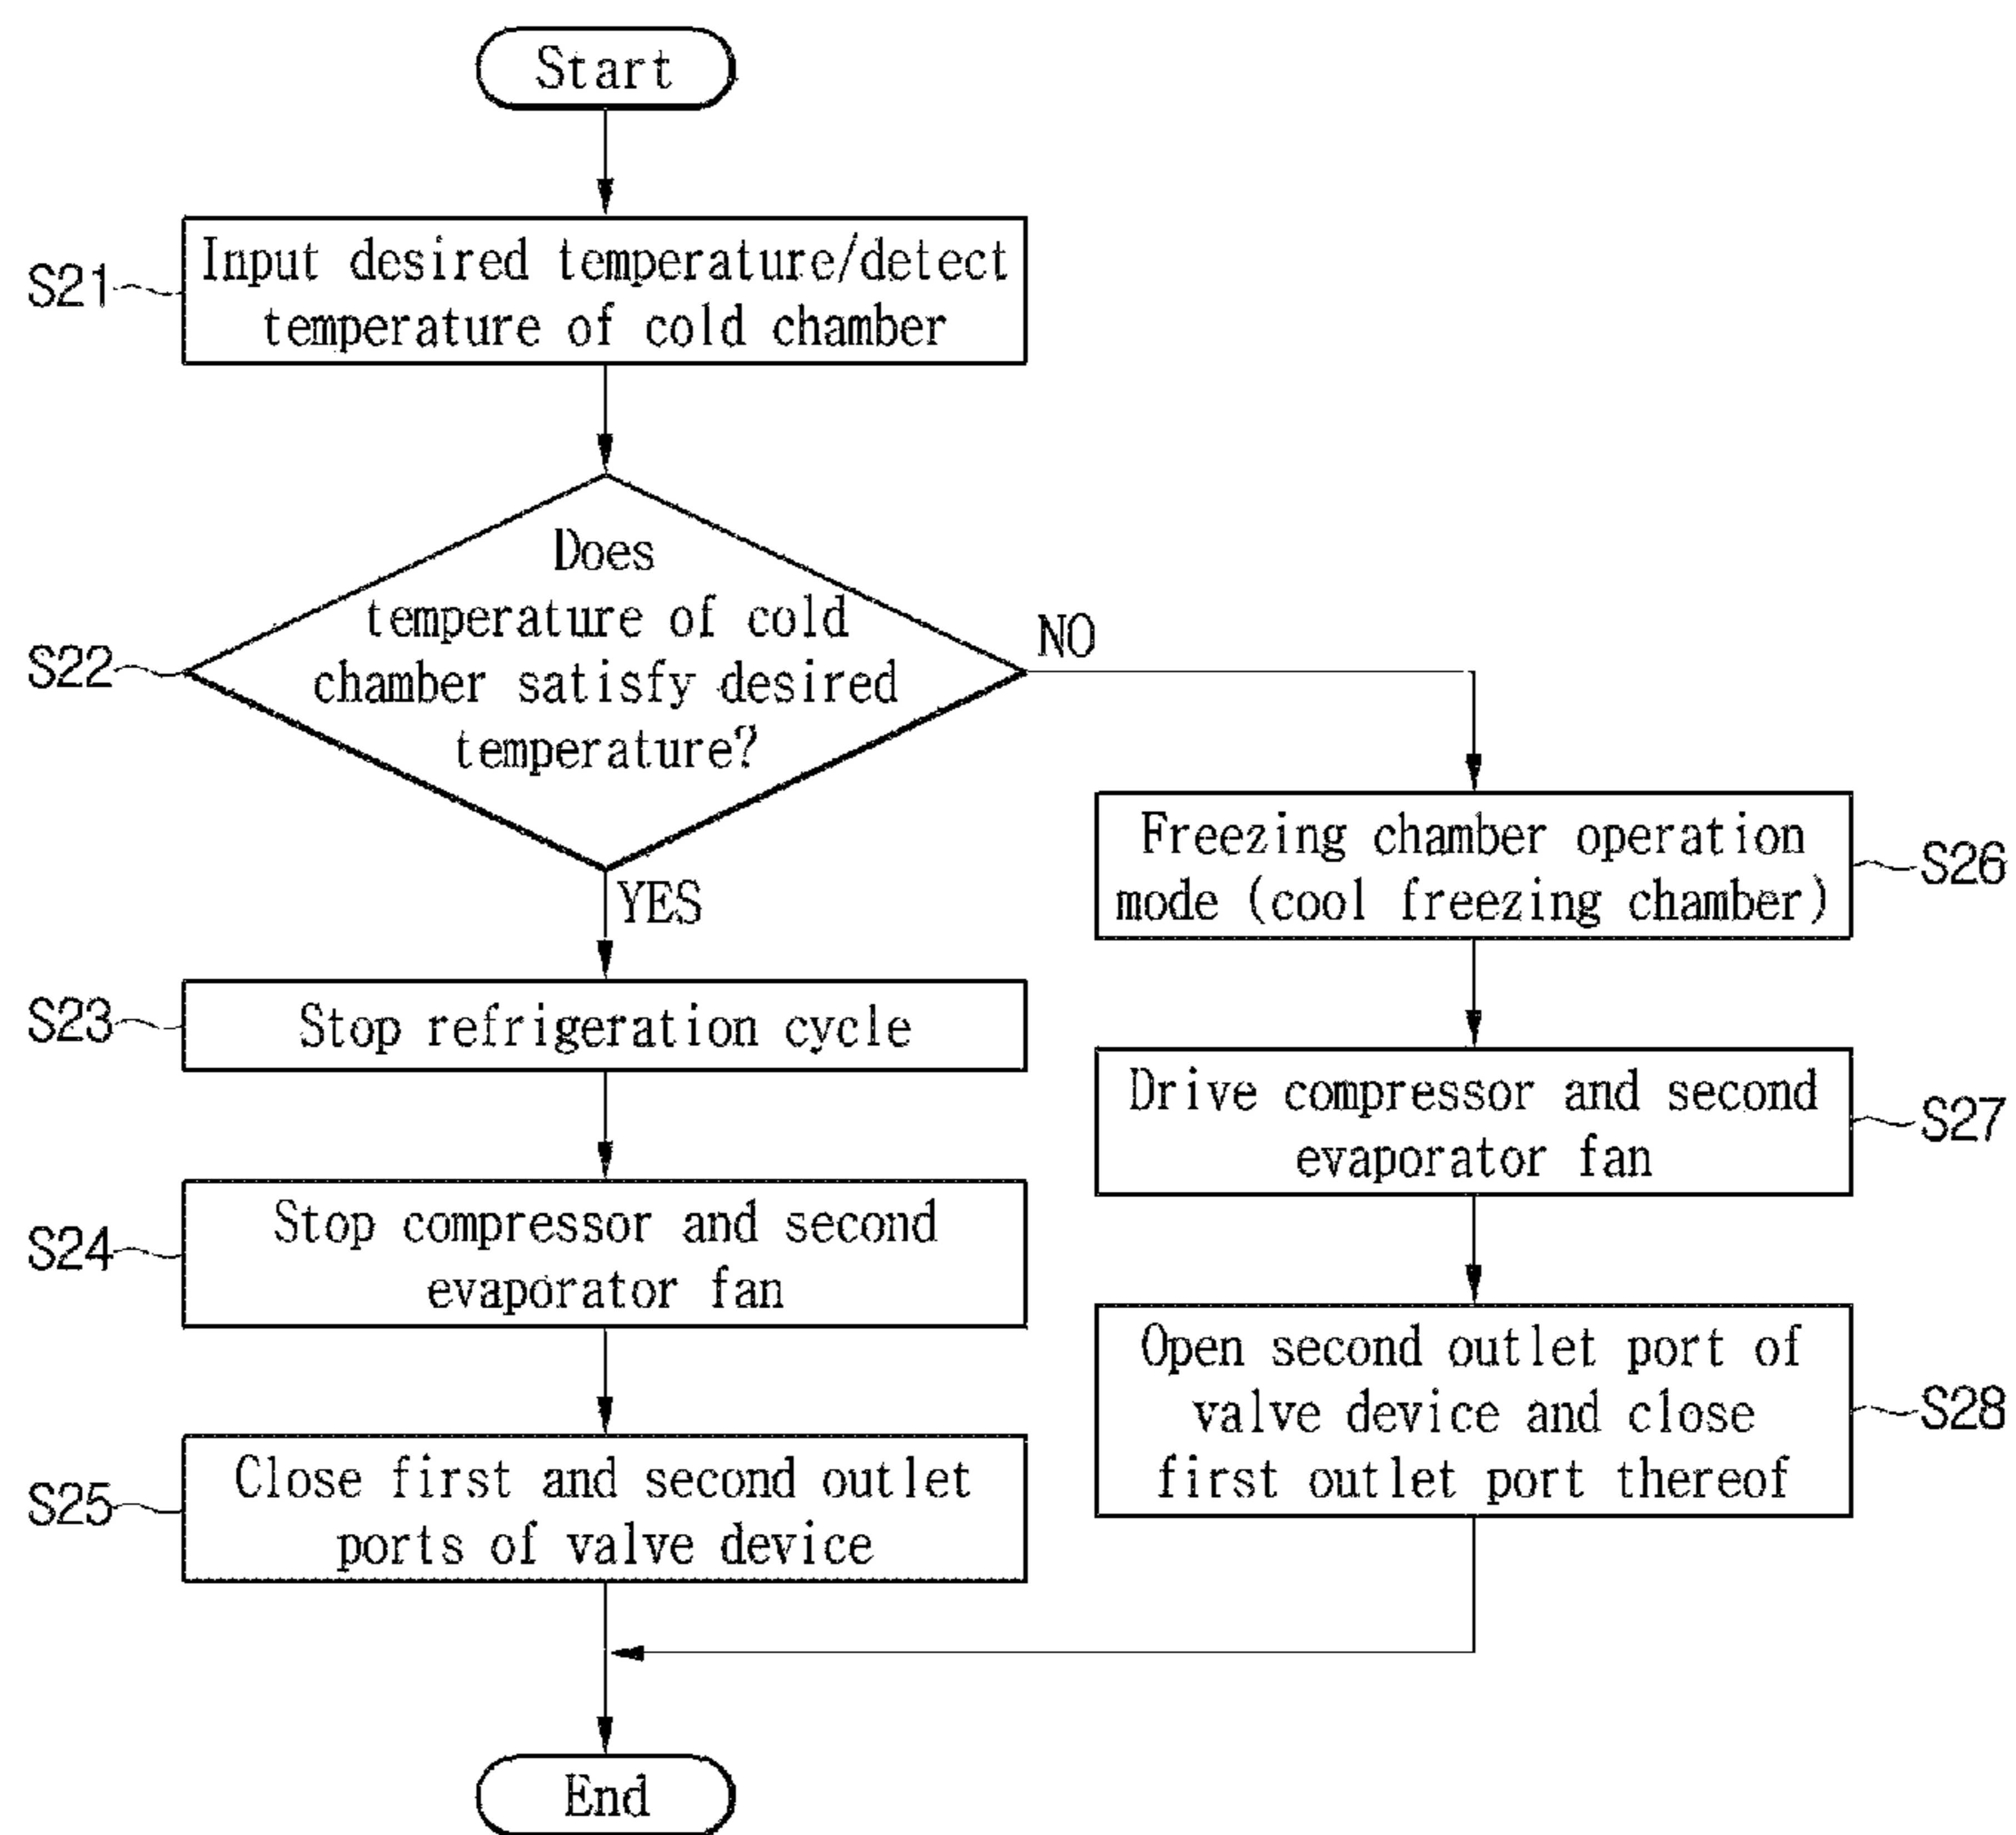 Start
S21
Input desired temperature/detect
temperature of cold chamber
S22
Does
temperature of cold
chamber satisfy desired
temperature?
NO
YES
S23
Stop refrigeration cycle
S24
Stop compressor and second
evaporator fan
S25
Close first and second outlet
ports of valve device
Freezing chamber operation
mode (cool freezing chamber)
S26
Drive compressor and second
evaporator fan
S27
Open second outlet port of
valve device and close
first outlet port thereof
S28
End